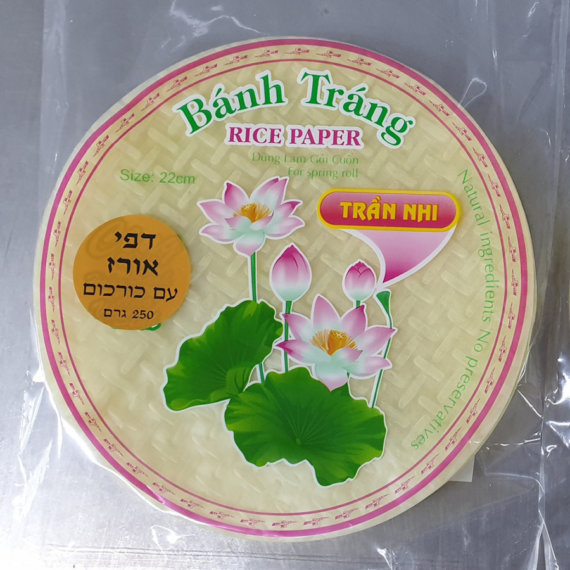 Bánh Tráng
RICE PAPER
Dùng Làm Gỏi Cuốn
For spring roll
Size: 22cm
TRẦN NHI
Natural ingredients No preservatives
דפי
אורז
עם כורכום
250 גרם